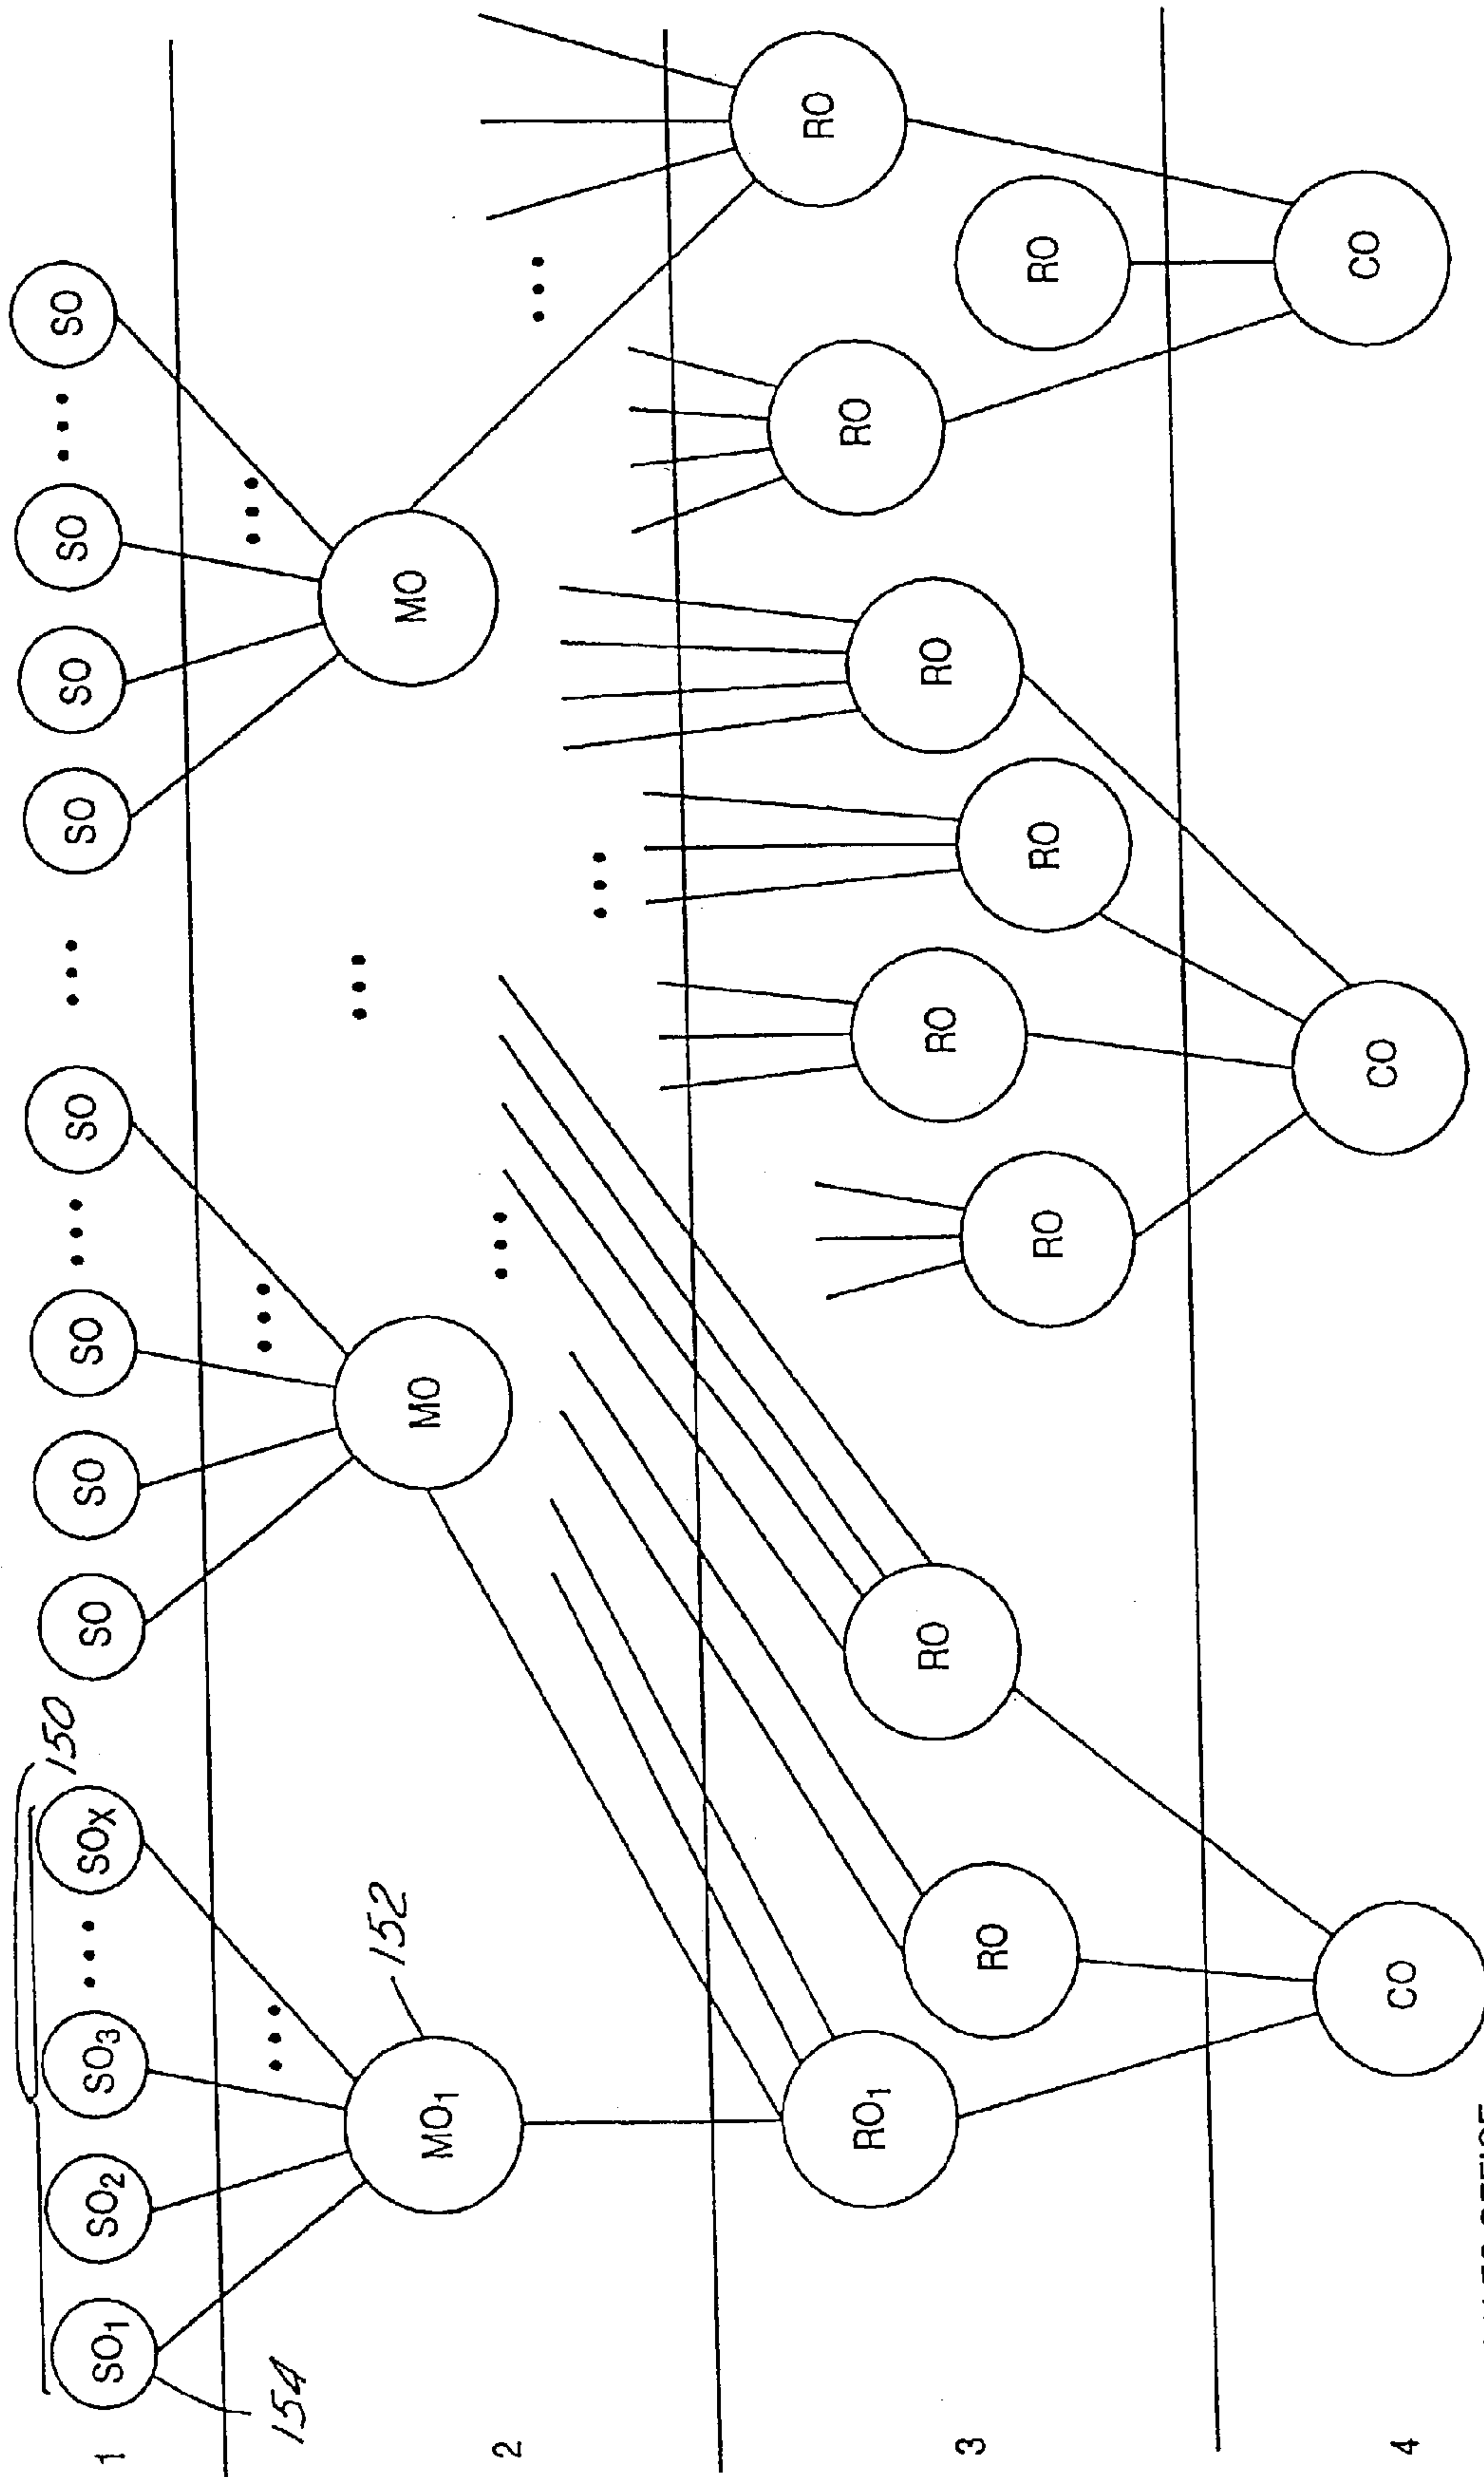 150
1 SO₁ SO₂ SO₃ ... SOX SO SO SO ... SO ... SO SO SO ... SO
154
152
... ... ...
2 MO₁ MO ... MO
... ... ...
3 RO₁ RO RO RO RO RO RO RO RO RO
4 CO CO CO